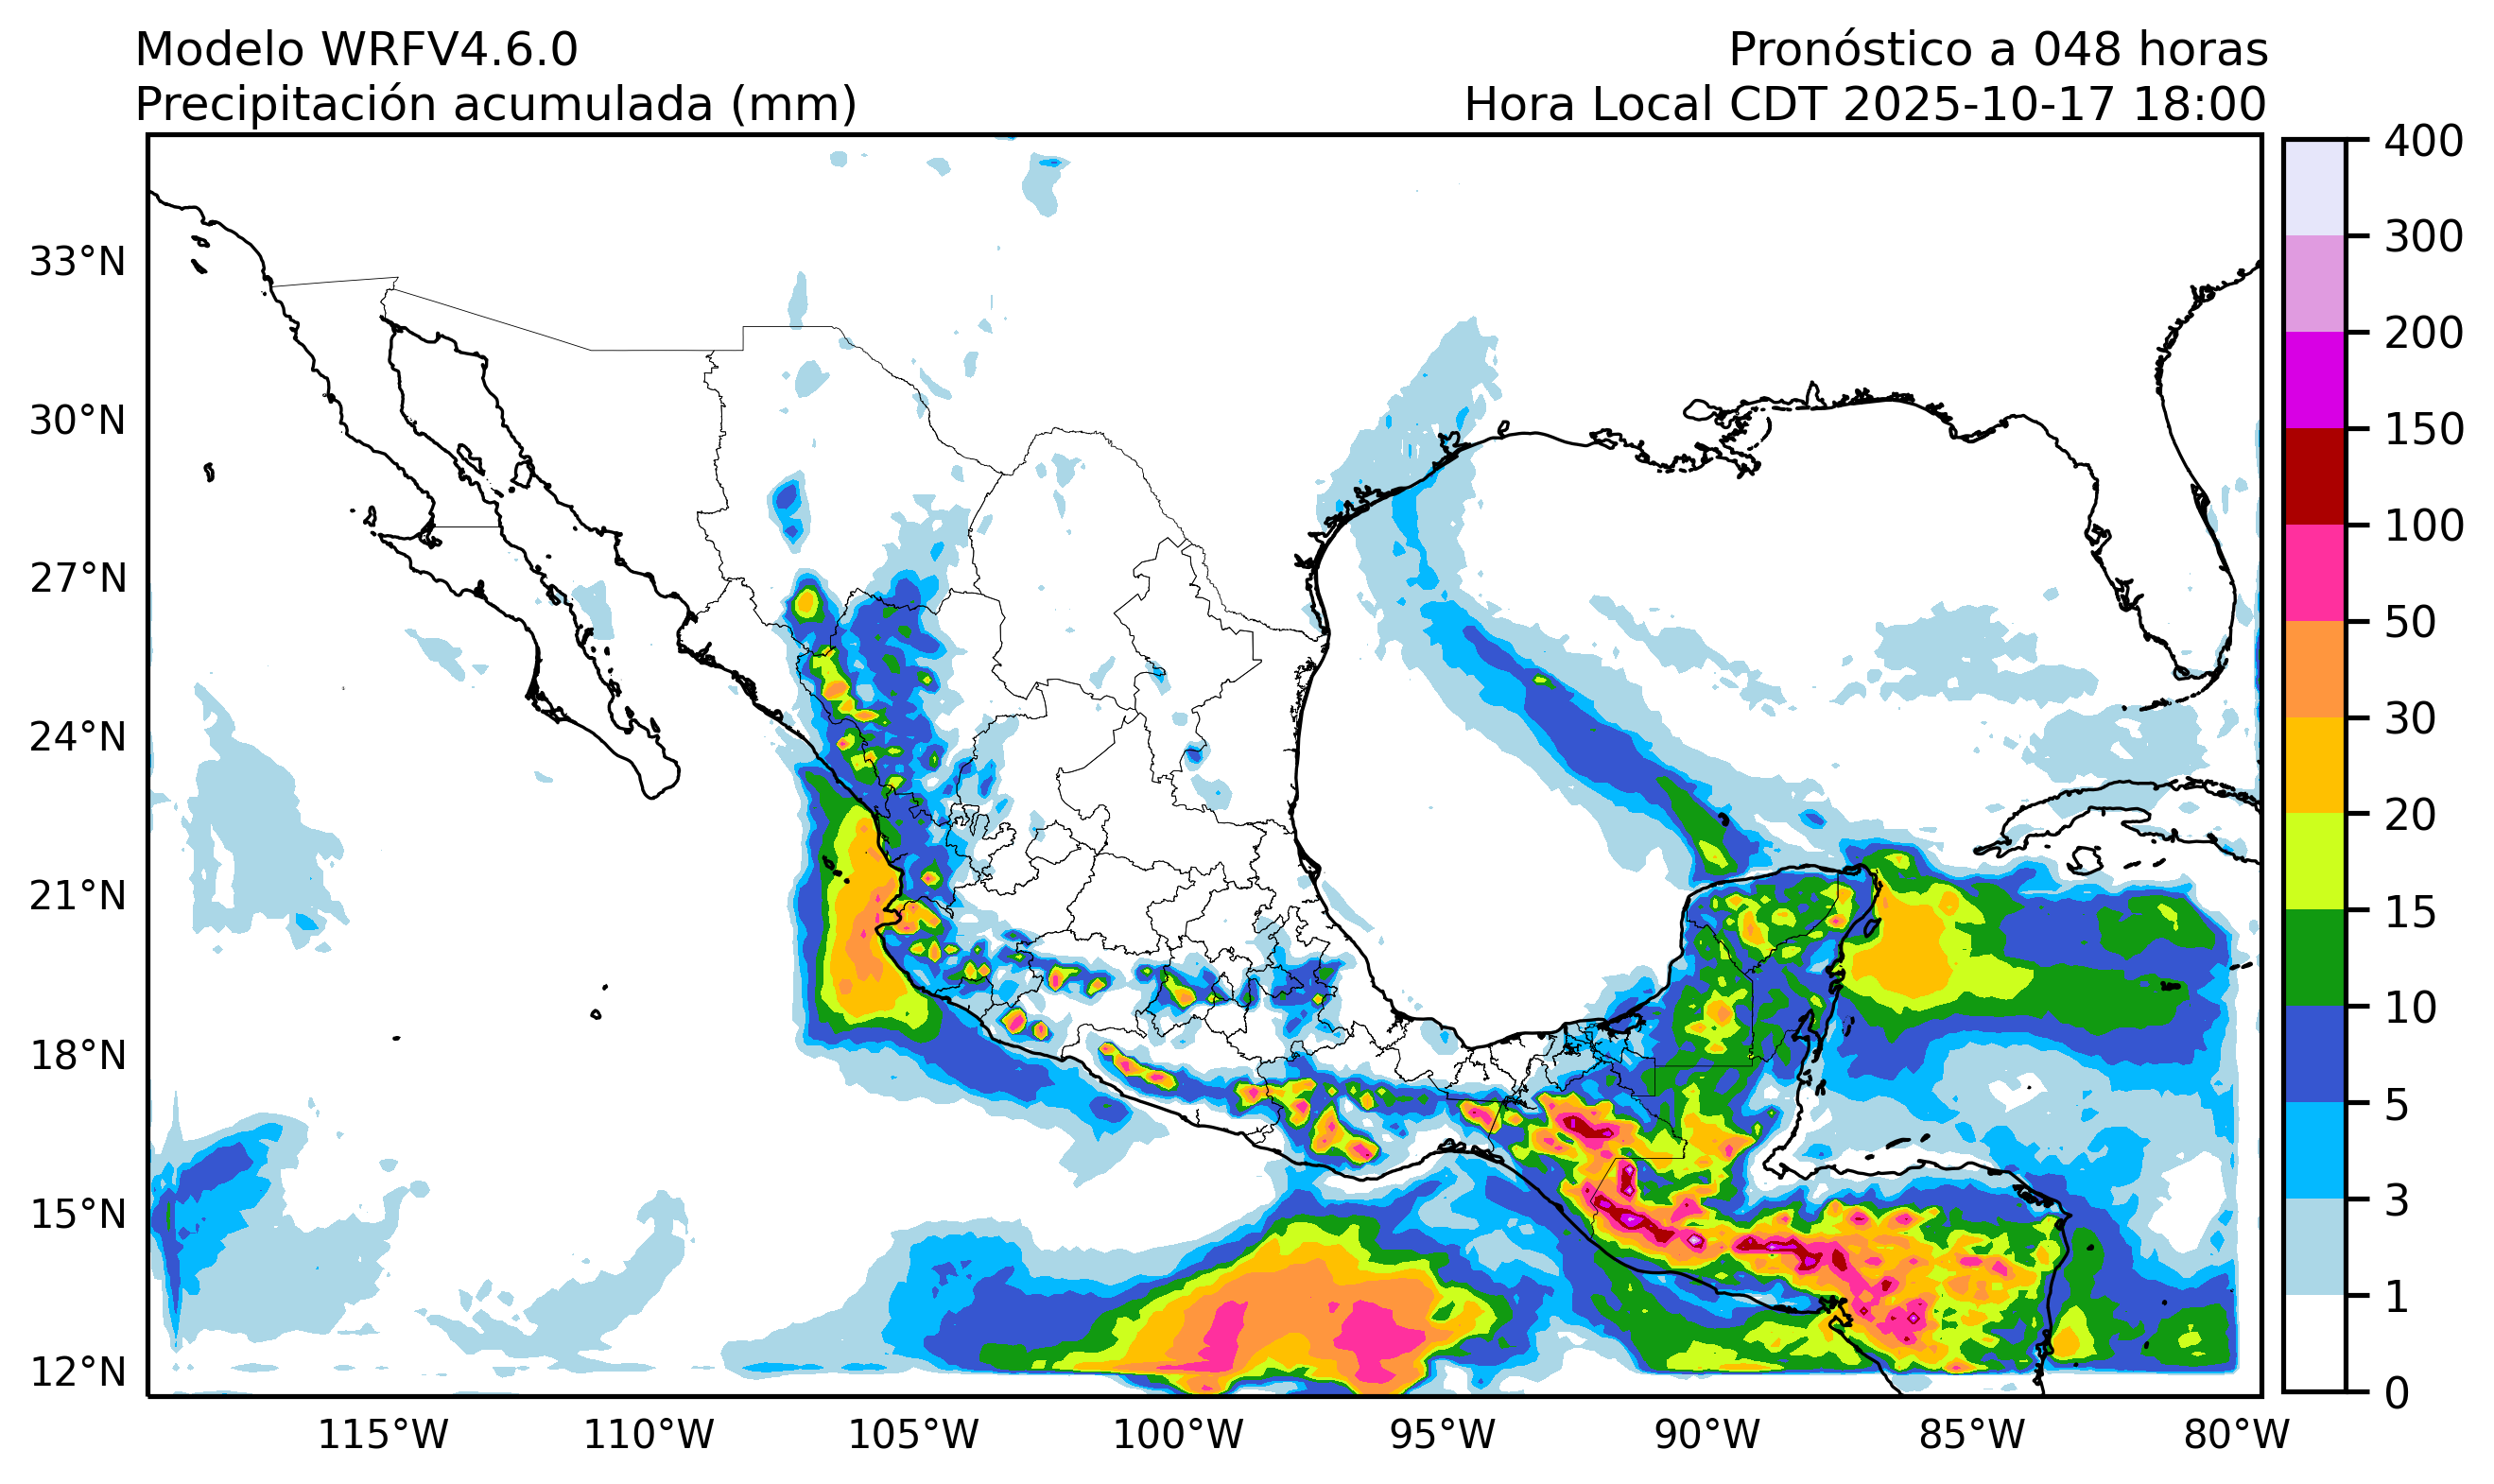 Modelo WRFV4.6.0
Pronóstico a 048 horas
Precipitación acumulada (mm)
Hora Local CDT 2025-10-17 18:00
33°N
30°N
27°N
24°N
21°N
18°N
15°N
12°N
115°W
110°W
105°W
100°W
95°W
90°W
85°W
80°W
400
300
200
150
100
50
30
20
15
10
5
3
1
0